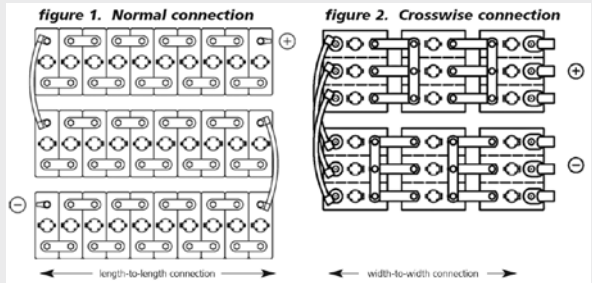 figure 1. Normal connection
figure 2. Crosswise connection
+
+
−
−
length-to-length connection
width-to-width connection